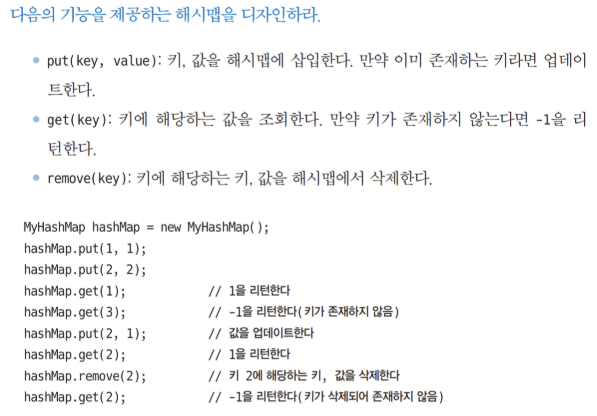 다음의 기능을 제공하는 해시맵을 디자인하라.
• put(key, value): 키, 값을 해시맵에 삽입한다. 만약 이미 존재하는 키라면 업데이
트한다.
• get(key): 키에 해당하는 값을 조회한다. 만약 키가 존재하지 않는다면 -1을 리
턴한다.
• remove(key): 키에 해당하는 키, 값을 해시맵에서 삭제한다.
MyHashMap hashMap = new MyHashMap();
hashMap.put(1, 1);
hashMap.put(2, 2);
hashMap.get(1); // 1을 리턴한다
hashMap.get(3); // -1을 리턴한다(키가 존재하지 않음)
hashMap.put(2, 1); // 값을 업데이트한다
hashMap.get(2); // 1을 리턴한다
hashMap.remove(2); // 키 2에 해당하는 키, 값을 삭제한다
hashMap.get(2); // -1을 리턴한다(키가 삭제되어 존재하지 않음)